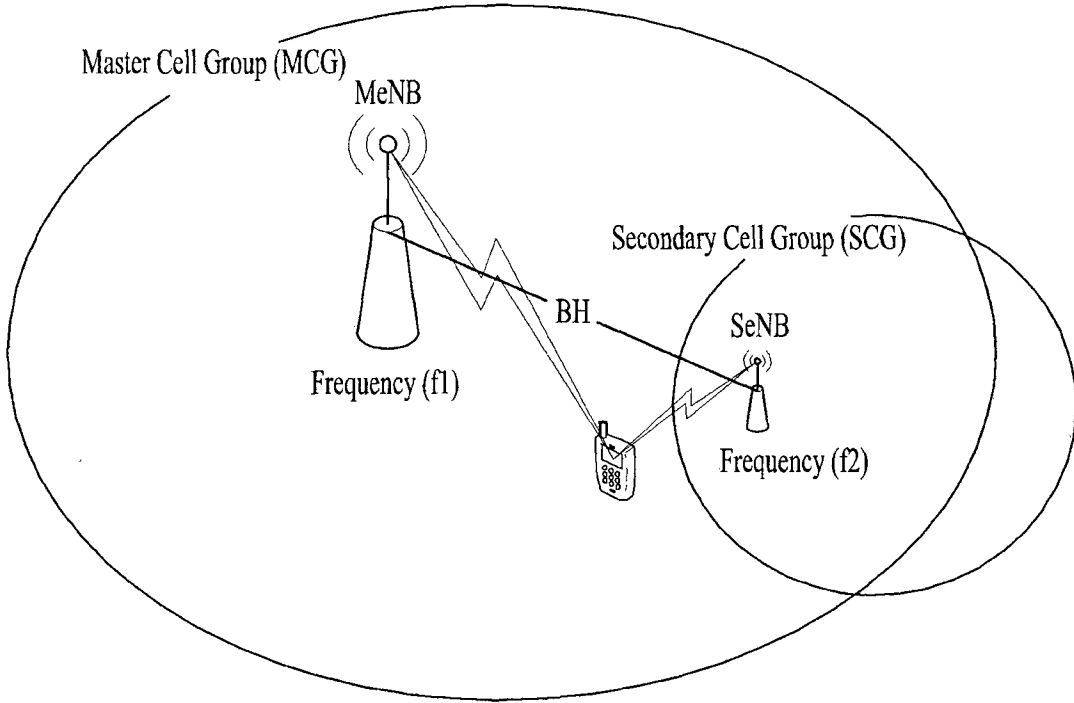 Master Cell Group (MCG)
MeNB
Secondary Cell Group (SCG)
BH
SeNB
Frequency (f1)
Frequency (f2)